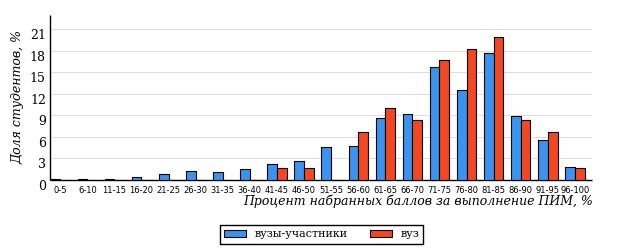 Доля студентов, %
21
18
15
12
9
6
3
0
0-5 6-10 11-15 16-20 21-25 26-30 31-35 36-40 41-45 46-50 51-55 56-60 61-65 66-70 71-75 76-80 81-85 86-90 91-95 96-100
Процент набранных баллов за выполнение ПИМ, %
вузы-участники вуз